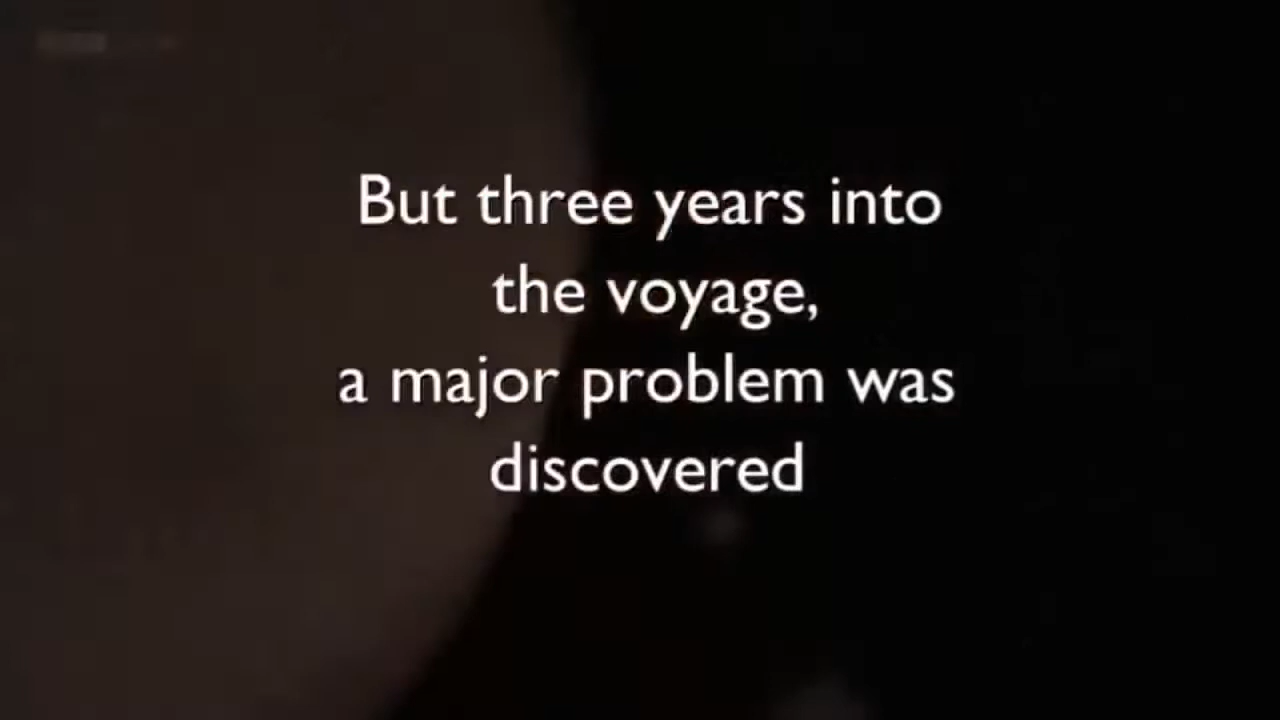 But three years into
the voyage,
a major problem was
discovered